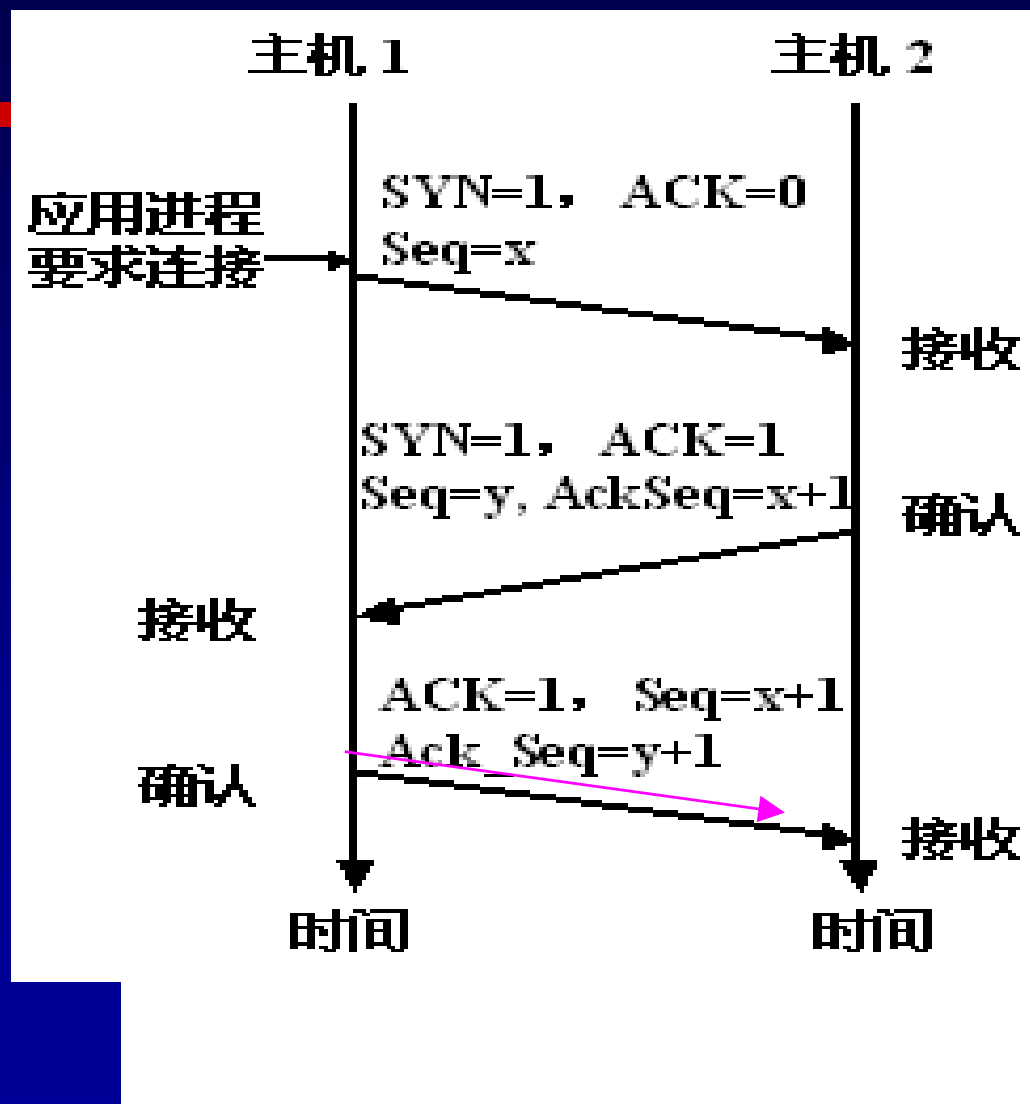 主机 1
主机 2
SYN=1， ACK=0
Seq=x
应用进程
要求连接
接收
SYN=1， ACK=1
Seq=y, AckSeq=x+1
确认
接收
ACK=1， Seq=x+1
Ack_Seq=y+1
确认
接收
时间
时间